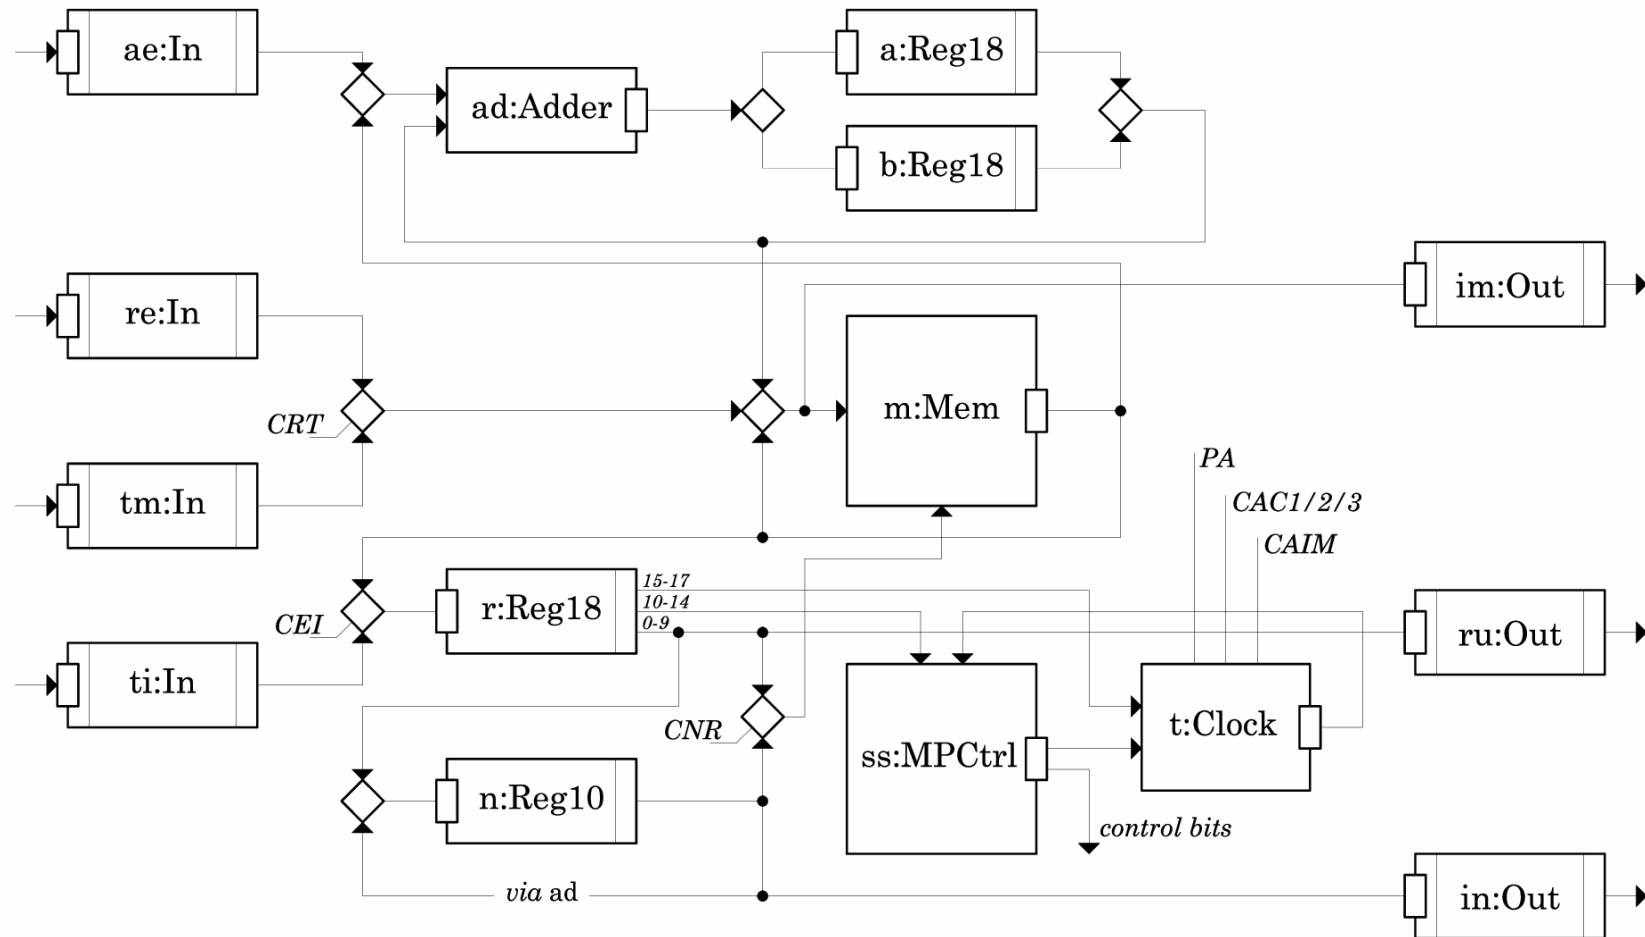 ae:In
a:Reg18
ad:Adder
b:Reg18
im:Out
re:In
m:Mem
CRT
tm:In
PA
CAC1/2/3
CAIM
15-17
10-14
0-9
r:Reg18
CEI
ru:Out
ti:In
CNR
t:Clock
ss:MPCtrl
n:Reg10
control bits
via ad
in:Out